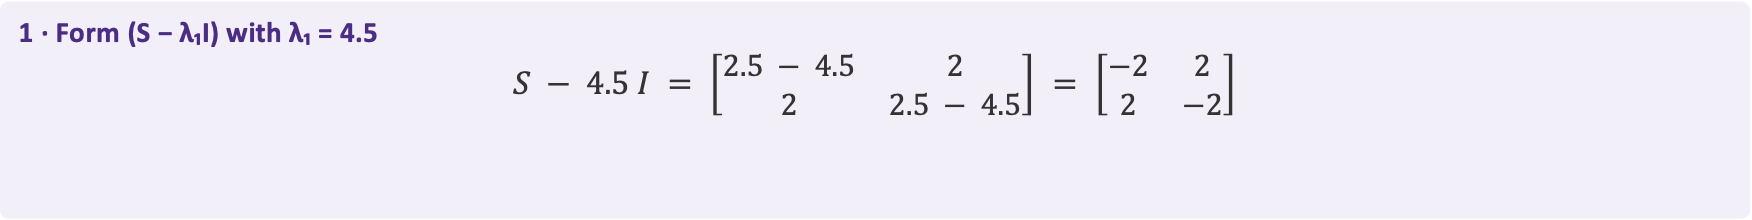 1 · Form (S − λ₁I) with λ₁ = 4.5
S − 4.5 I = [2.5 − 4.5 2 2 2.5 − 4.5] = [−2 2 2 −2]